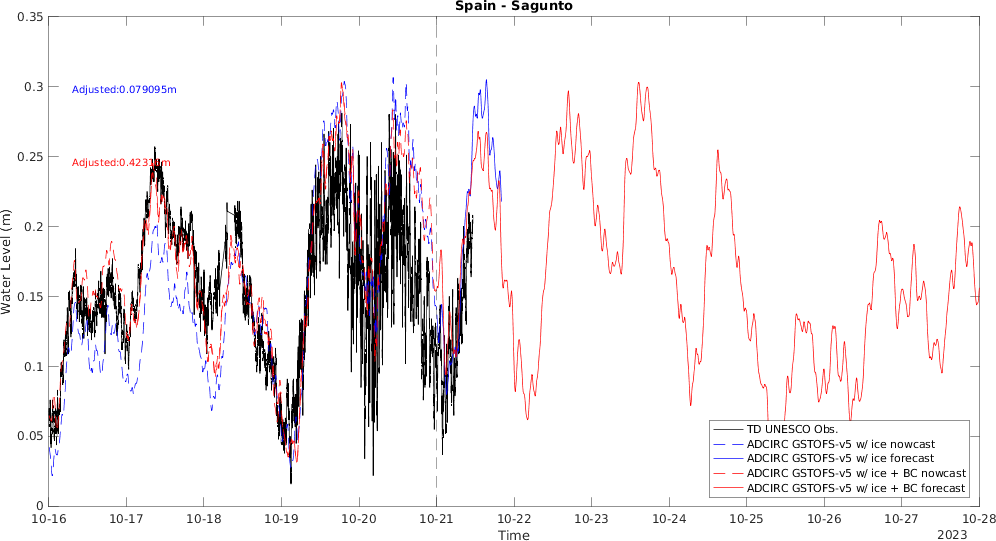 Spain - Sagunto
0.35
0.3
0.25
0.2
0.15
0.1
0.05
0
Water Level (m)
Adjusted:0.079095m
TD UNESCO Obs.
ADCIRC GSTOFS-v5 w/ ice nowcast
ADCIRC GSTOFS-v5 w/ ice forecast
ADCIRC GSTOFS-v5 w/ ice + BC nowcast
ADCIRC GSTOFS-v5 w/ ice + BC forecast
10-16 10-17 10-18 10-19 10-20 10-21 10-22 10-23 10-24 10-25 10-26 10-27 10-28
Time
2023